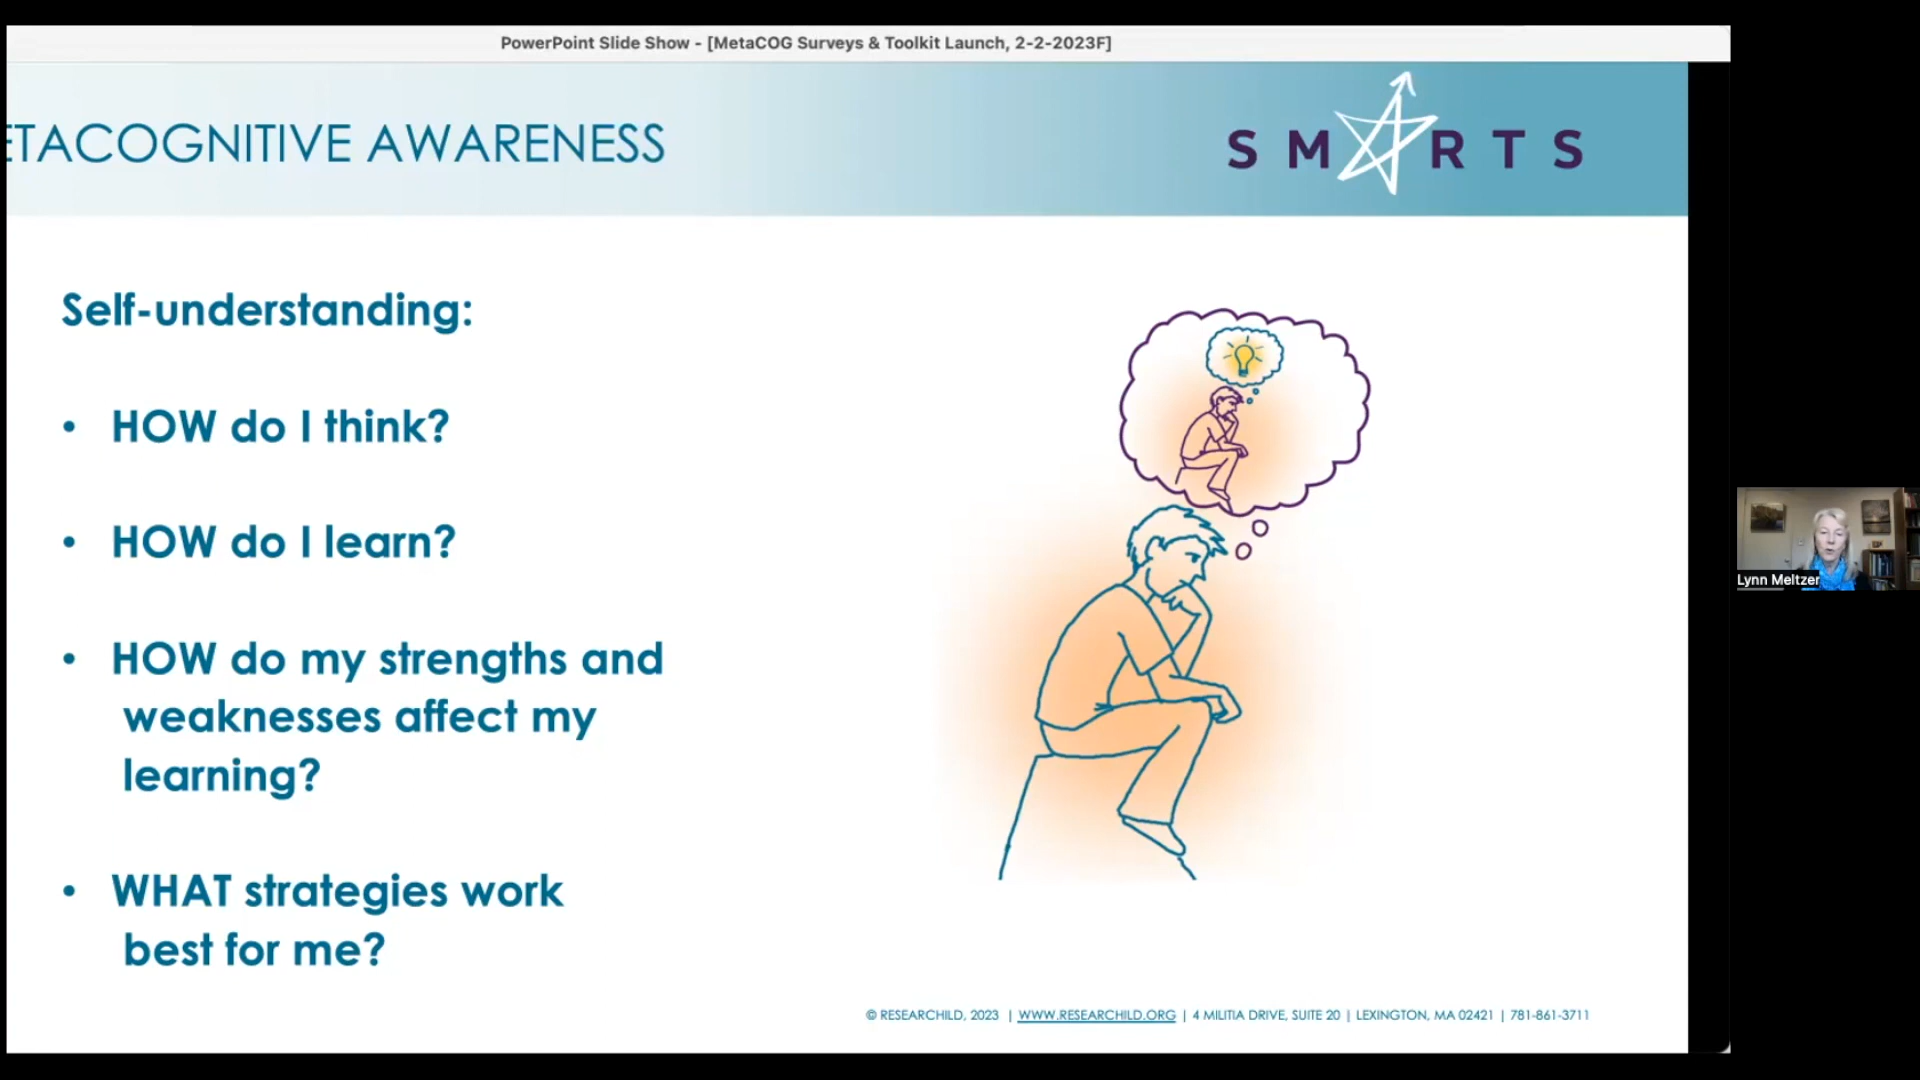 PowerPoint Slide Show - [MetaCOG Surveys & Toolkit Launch, 2-2-2023F]
ETACOGNITIVE AWARENESS
SMARTS
Self-understanding:
• HOW do I think?
• HOW do I learn?
• HOW do my strengths and
weaknesses affect my
learning?
• WHAT strategies work
best for me?
Lynn Meltzer
© RESEARCHILD, 2023 | WWW.RESEARCHILD.ORG | 4 MILITIA DRIVE, SUITE 20 | LEXINGTON, MA 02421 | 781-861-3711